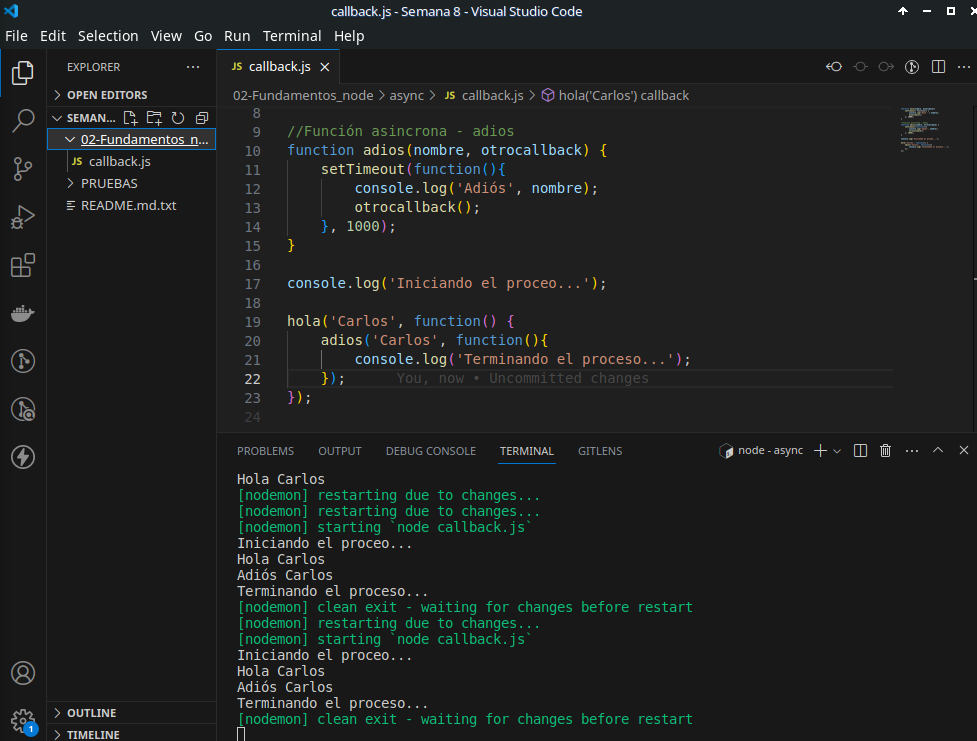 callback.js - Semana 8 - Visual Studio Code
File Edit Selection View Go Run Terminal Help
EXPLORER
OPEN EDITORS
SEMAN...
02-Fundamentos_n...
JS callback.js
PRUEBAS
README.md.txt
OUTLINE
TIMELINE
1
JS callback.js
02-Fundamentos_node > async > JS callback.js > hola('Carlos') callback
8
9 //Función asincrona - adios
10 function adios(nombre, otrocallback) {
11 setTimeout(function(){
12 console.log('Adiós', nombre);
13 otrocallback();
14 }, 1000);
15 }
16
17 console.log('Iniciando el proceo...');
18
19 hola('Carlos', function() {
20 adios('Carlos', function(){
21 console.log('Terminando el proceso...');
22 }); You, now • Uncommitted changes
23 });
24
PROBLEMS OUTPUT DEBUG CONSOLE TERMINAL GITLENS
node - async
Hola Carlos
[nodemon] restarting due to changes...
[nodemon] restarting due to changes...
[nodemon] starting `node callback.js`
Iniciando el proceo...
Hola Carlos
Adiós Carlos
Terminando el proceso...
[nodemon] clean exit - waiting for changes before restart
[nodemon] restarting due to changes...
[nodemon] starting `node callback.js`
Iniciando el proceo...
Hola Carlos
Adiós Carlos
Terminando el proceso...
[nodemon] clean exit - waiting for changes before restart